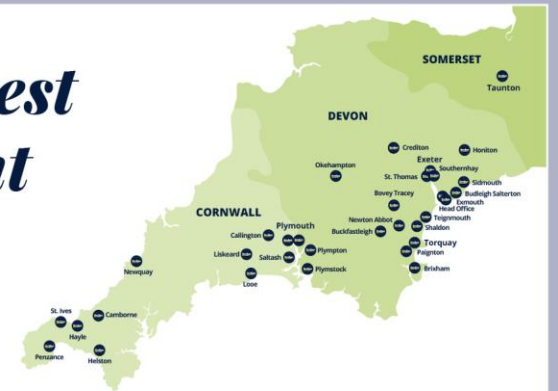 est
nt
SOMERSET
Taunton
DEVON
Crediton
Honiton
Exeter
Southernhay
Okehampton
St. Thomas
Sidmouth
Bovey Tracey
Budleigh Salterton
Exmouth
Head Office
CORNWALL
Newton Abbot
Teignmouth
Plymouth
Buckfastleigh
Shaldon
Callington
Torquay
Liskeard
Saltash
Plympton
Paignton
Newquay
Plymstock
Brixham
Looe
St. Ives
Camborne
Hayle
Penzance
Helston